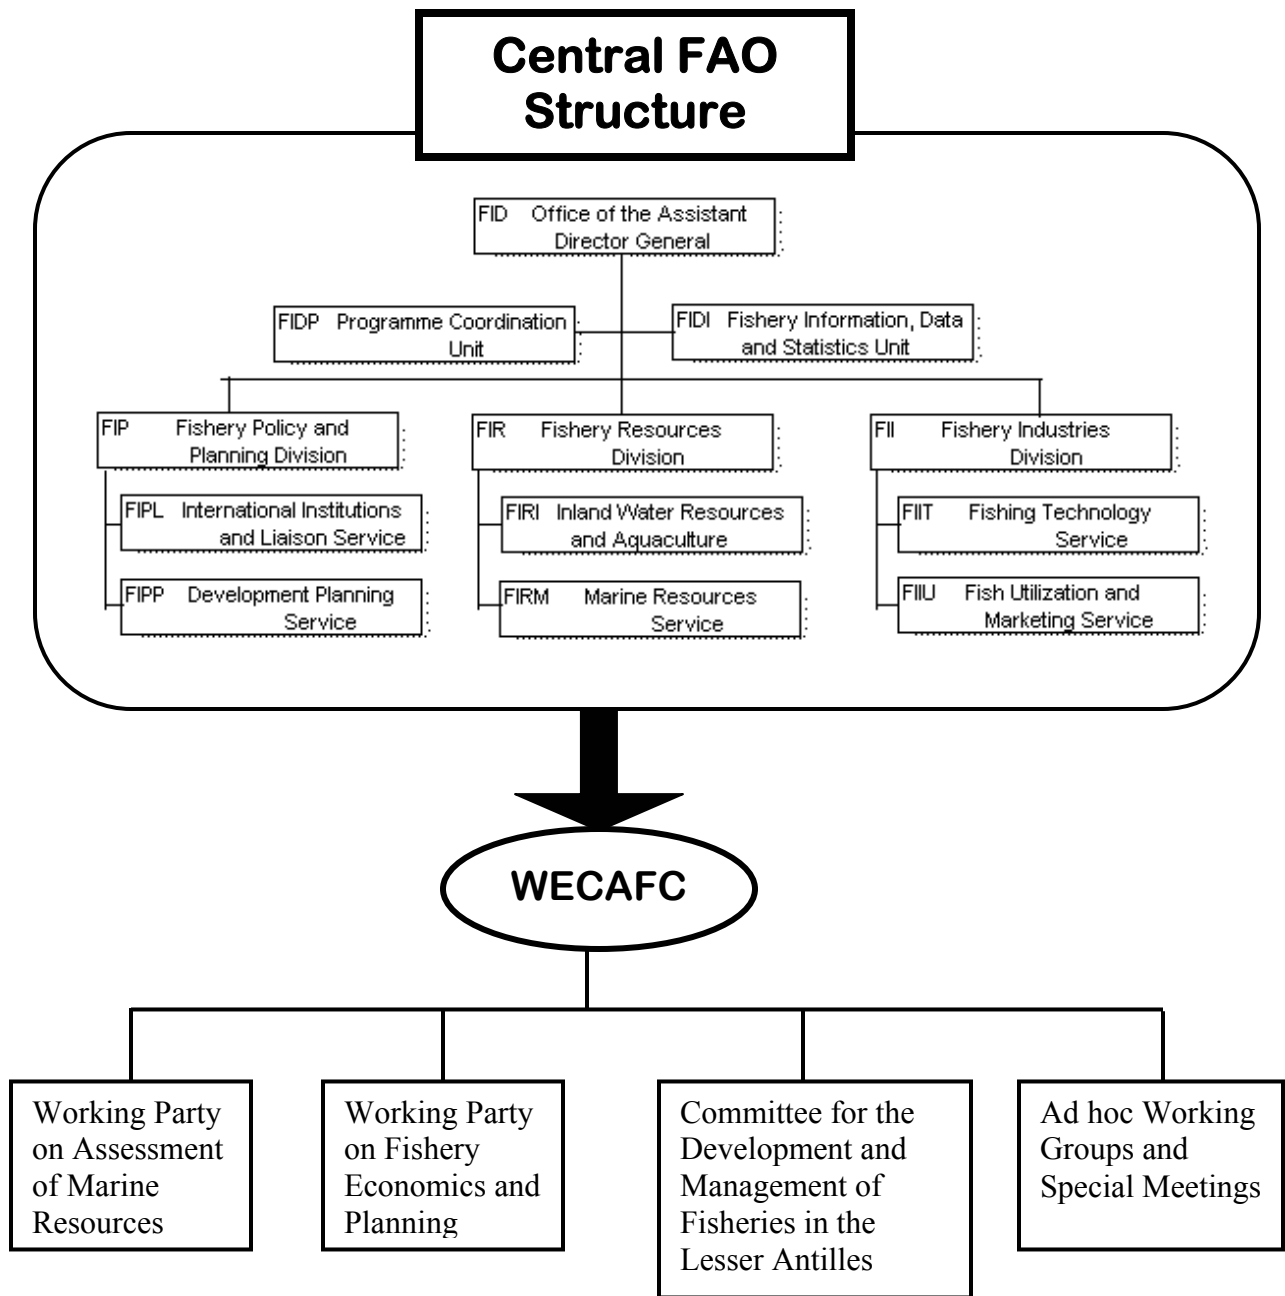 Central FAO
Structure
FID Office of the Assistant
Director General
FIDP Programme Coordination
Unit
FIDI Fishery Information, Data
and Statistics Unit
FIP Fishery Policy and
Planning Division
FIR Fishery Resources
Division
FII Fishery Industries
Division
FIPL International Institutions
and Liaison Service
FIRI Inland Water Resources
and Aquaculture
FIIT Fishing Technology
Service
FIPP Development Planning
Service
FIRM Marine Resources
Service
FIIU Fish Utilization and
Marketing Service
WECAFC
Working Party
on Assessment
of Marine
Resources
Working Party
on Fishery
Economics and
Planning
Committee for the
Development and
Management of
Fisheries in the
Lesser Antilles
Ad hoc Working
Groups and
Special Meetings